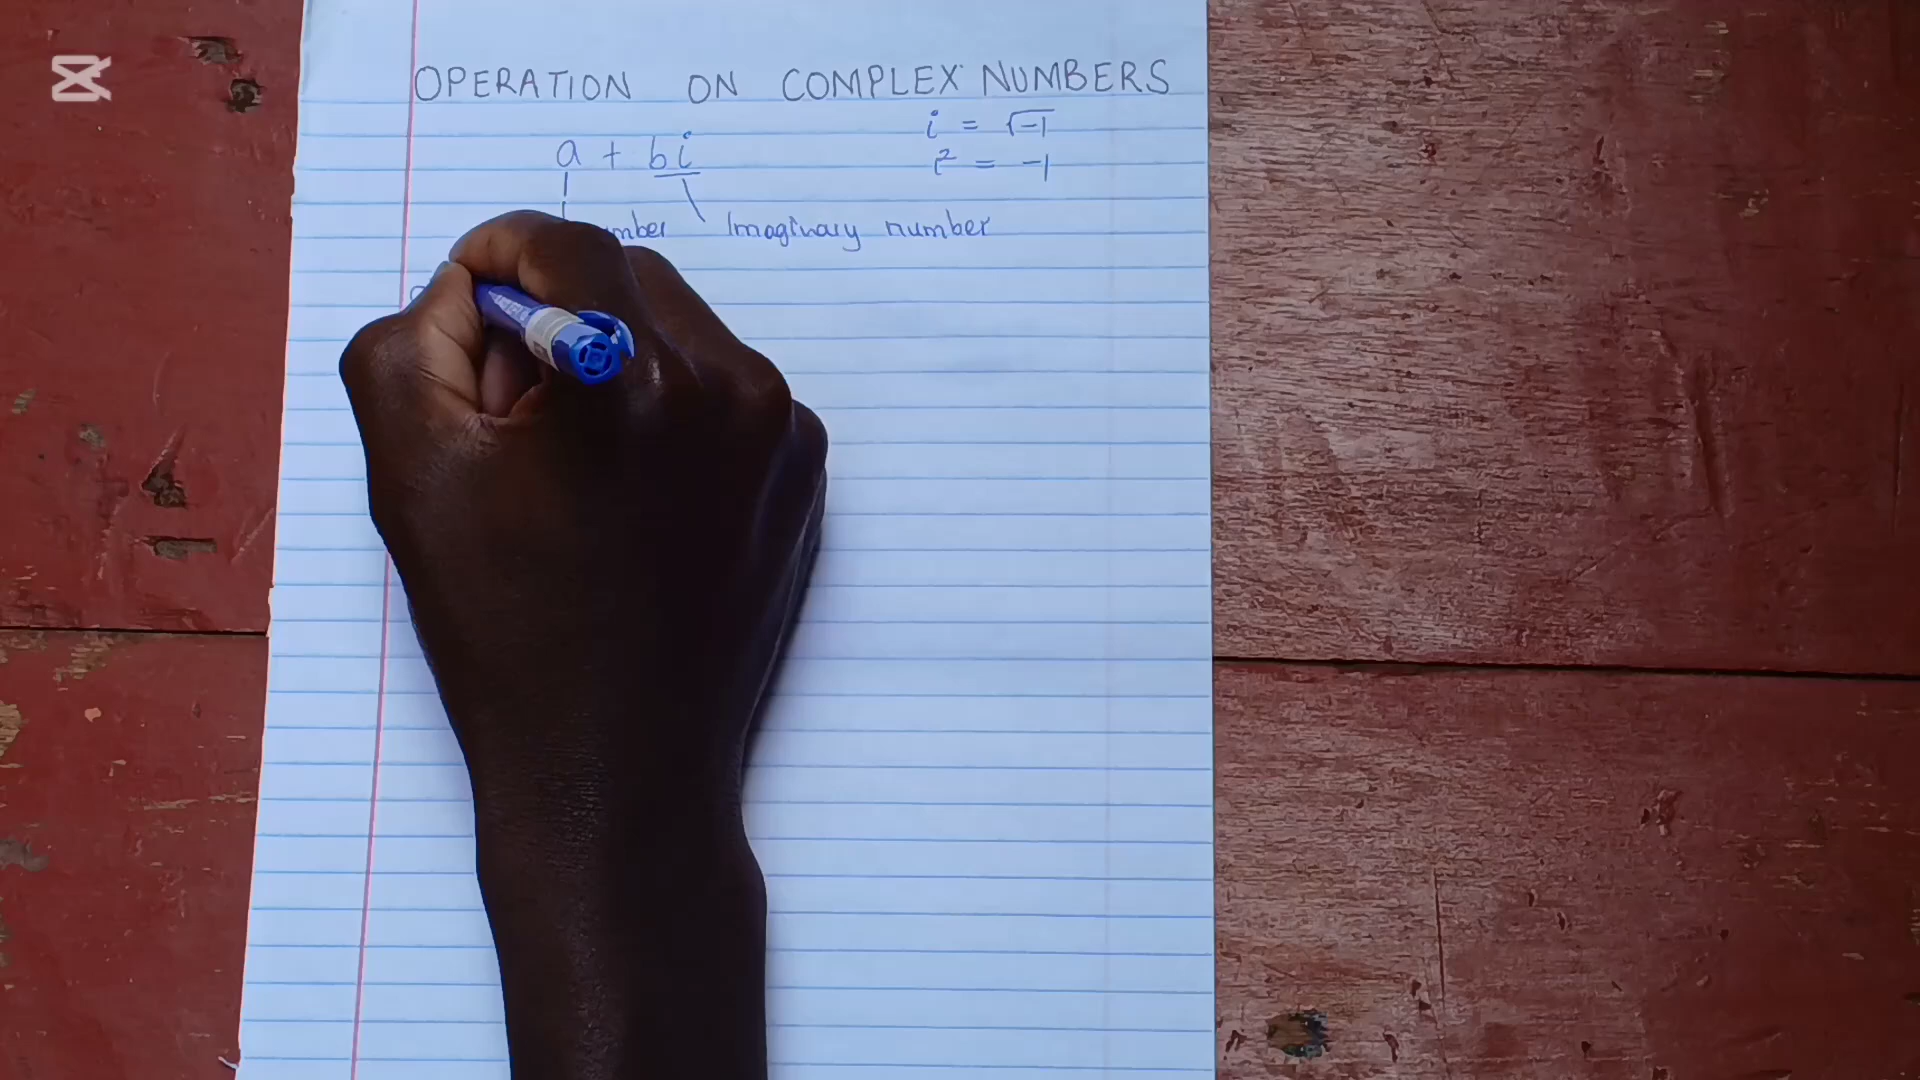 OPERATION ON COMPLEX NUMBERS
i = √-1
a + bi
i² = -1
Imaginary number